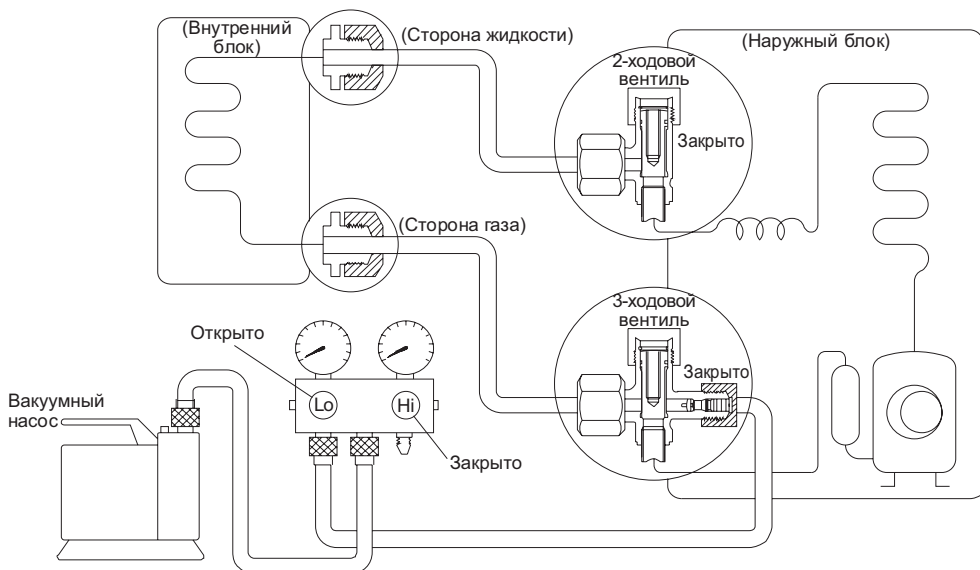 (Внутренний
блок)
(Сторона жидкости)
2-ходовой
вентиль
Закрыто
(Наружный блок)
(Сторона газа)
3-ходовой
вентиль
Закрыто
Открыто
Lo
Hi
Закрыто
Вакуумный
насос